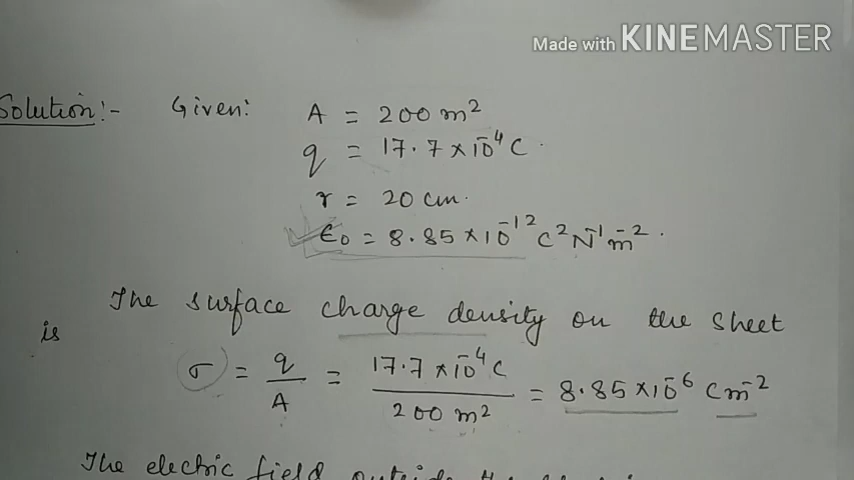 Made with KINEMASTER
Solution:- Given: A = 200 m²
q = 17.7 × 10⁻⁴ C.
r = 20 cm.
ε₀ = 8.85 × 10⁻¹² C² N⁻¹ m⁻².
The surface charge density on the sheet
is
σ = q/A = 17.7 × 10⁻⁴ C / 200 m² = 8.85 × 10⁻⁶ C m⁻²
The electric field outside the